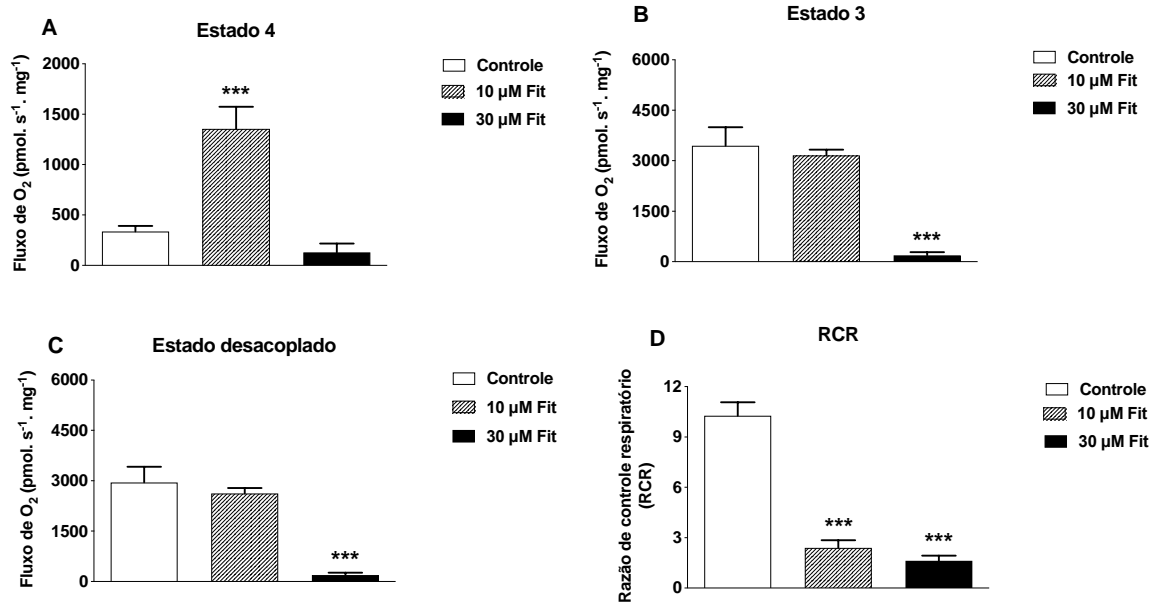 A
Estado 4
Fluxo de O2 (pmol. s-1. mg-1)
2000
1500
1000
500
0
***
Controle
10 µM Fit
30 µM Fit
B
Estado 3
Fluxo de O2 (pmol. s-1. mg-1)
6000
4500
3000
1500
0
***
Controle
10 µM Fit
30 µM Fit
C
Estado desacoplado
Fluxo de O2 (pmol. s-1. mg-1)
6000
4500
3000
1500
0
***
Controle
10 µM Fit
30 µM Fit
D
RCR
Razão de controle respiratório
(RCR)
12
9
6
3
0
***
***
Controle
10 µM Fit
30 µM Fit